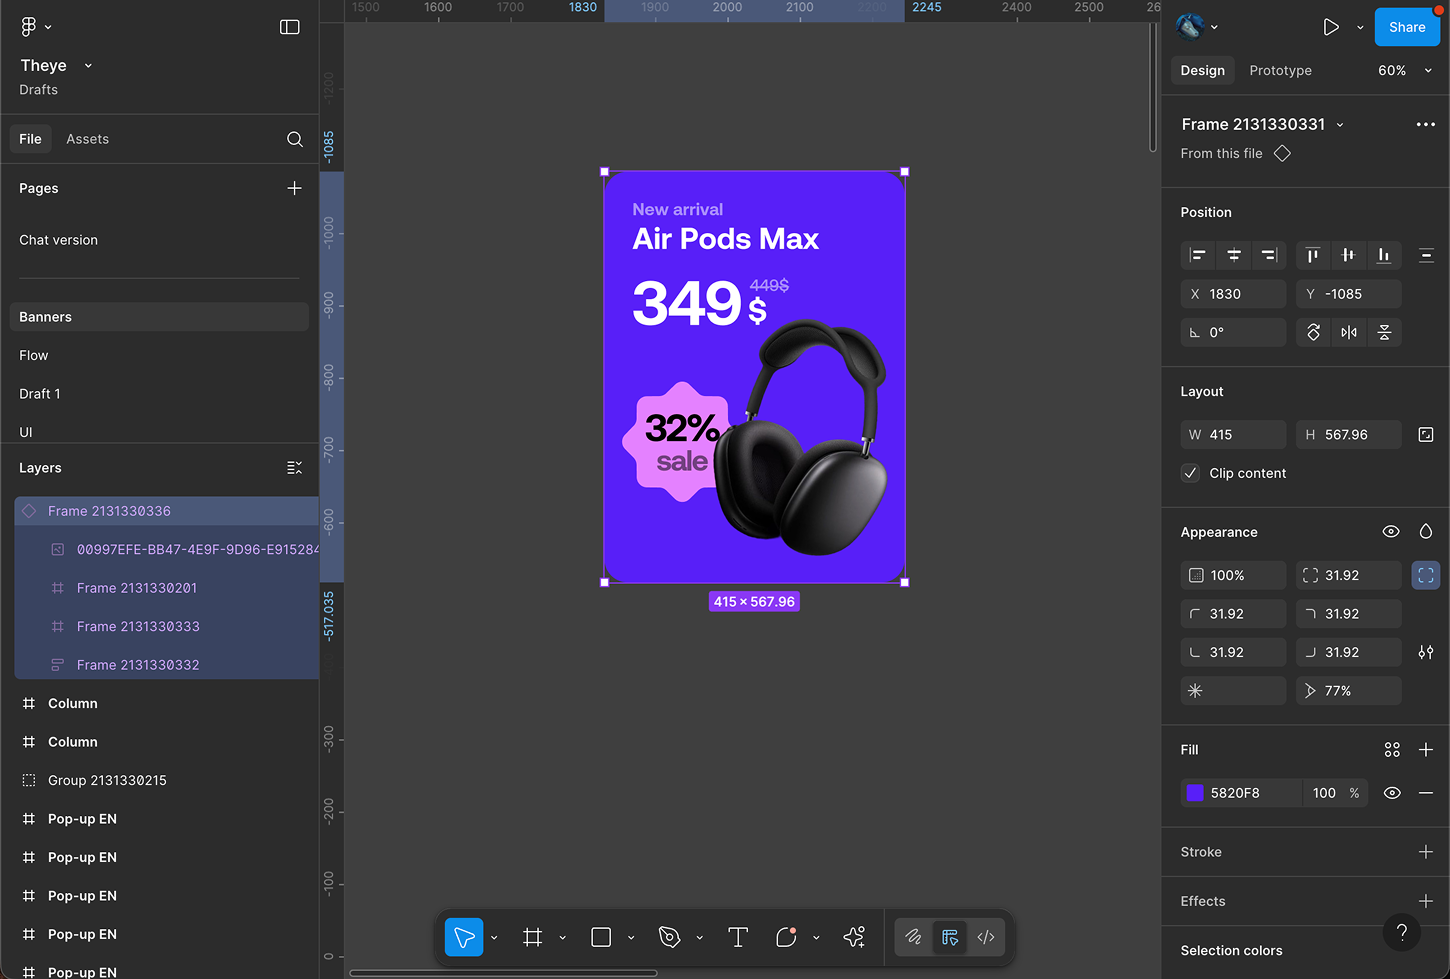 Theye
Drafts
File
Assets
Pages
Chat version
Banners
Flow
Draft 1
UI
Layers
Frame 2131330336
00997EFE-BB47-4E9F-9D96-E915284
Frame 2131330201
Frame 2131330333
Frame 2131330332
Column
Column
Group 2131330215
Pop-up EN
Pop-up EN
Pop-up EN
Pop-up EN
Pop-up EN
1500 1600 1700 1830 1900 2000 2100 2200 2245 2400 2500 26
-1200
-1085
-1000
-900
-800
-700
-600
-517.035
-300
-200
-100
0
New arrival
Air Pods Max
349 $
449$
32%
sale
415 × 567.96
Share
Design
Prototype
60%
Frame 2131330331
From this file
Position
X 1830
Y -1085
0°
Layout
W 415
H 567.96
Clip content
Appearance
100%
31.92
31.92
31.92
31.92
31.92
77%
Fill
5820F8
100 %
Stroke
Effects
Selection colors
?